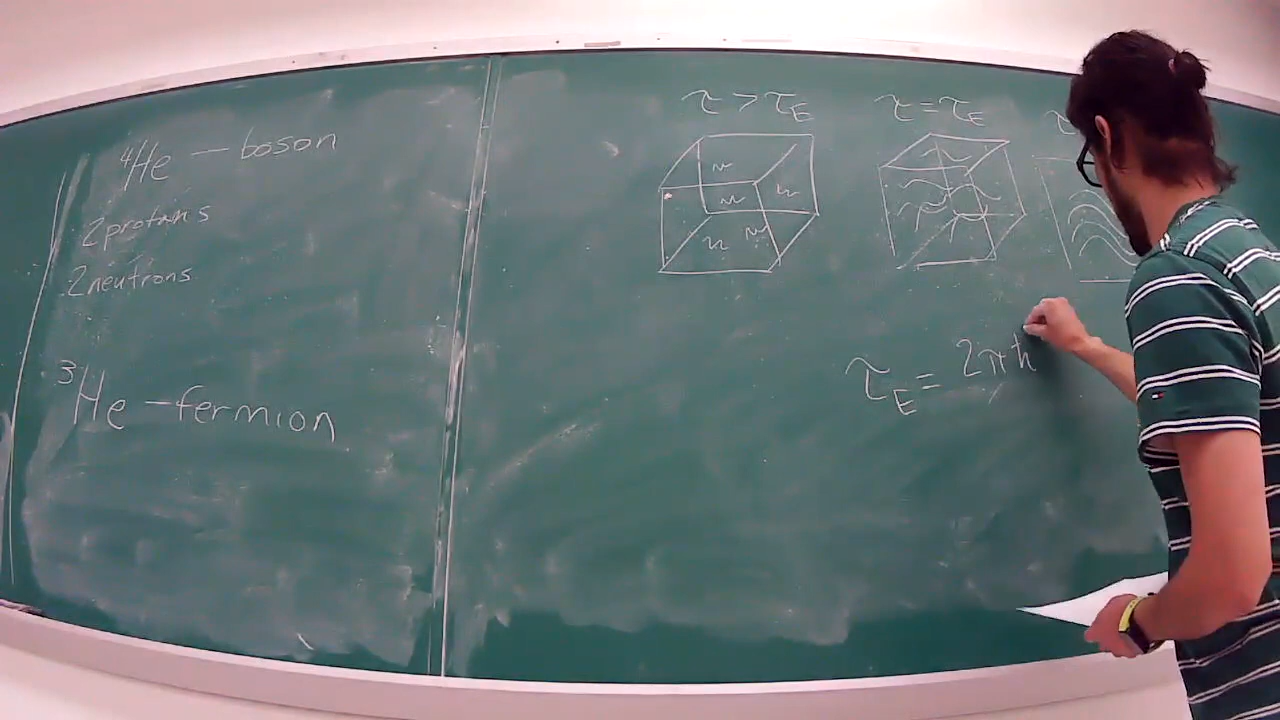 ⁴He – boson
2 protons
2 neutrons
³He – fermion
τ > τ_E
τ = τ_E
τ
τ_E = 2πħ